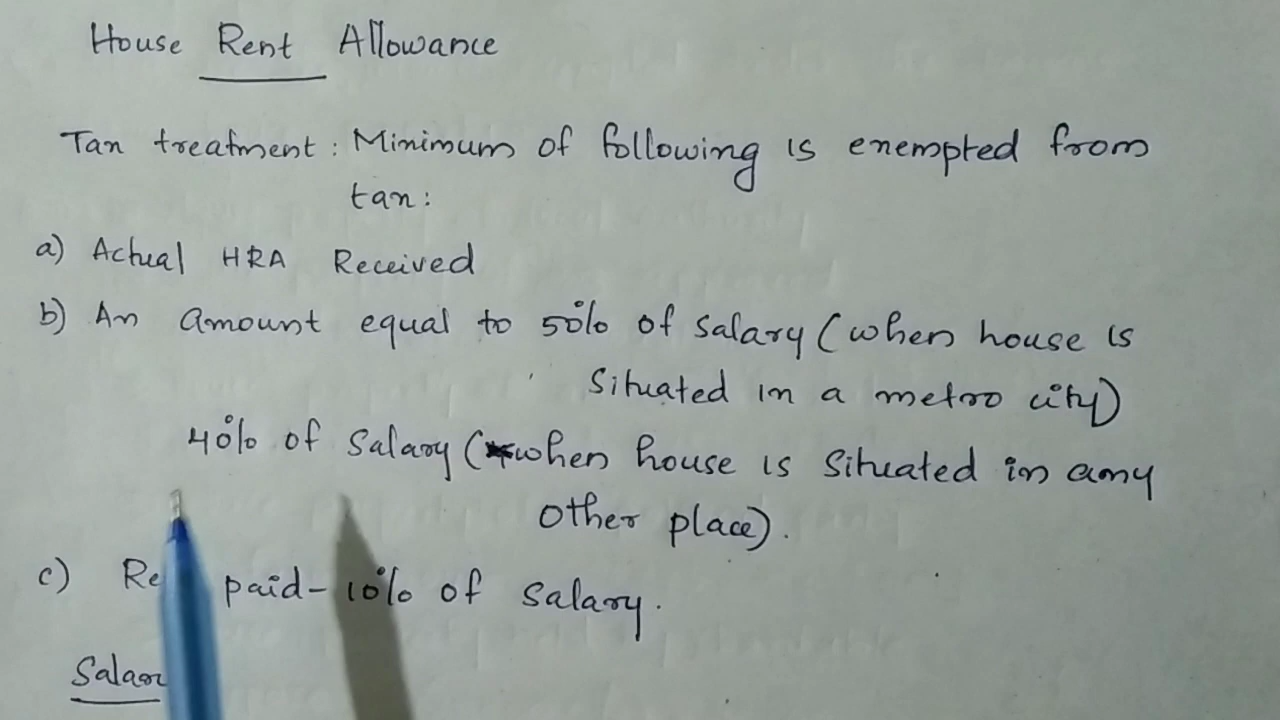 House Rent Allowance
Tax treatment: Minimum of following is exempted from
tax:
a) Actual HRA Received
b) An amount equal to 50% of salary (when house is
situated in a metro city)
40% of salary (when house is situated in any
other place).
c) paid - 10% of salary.